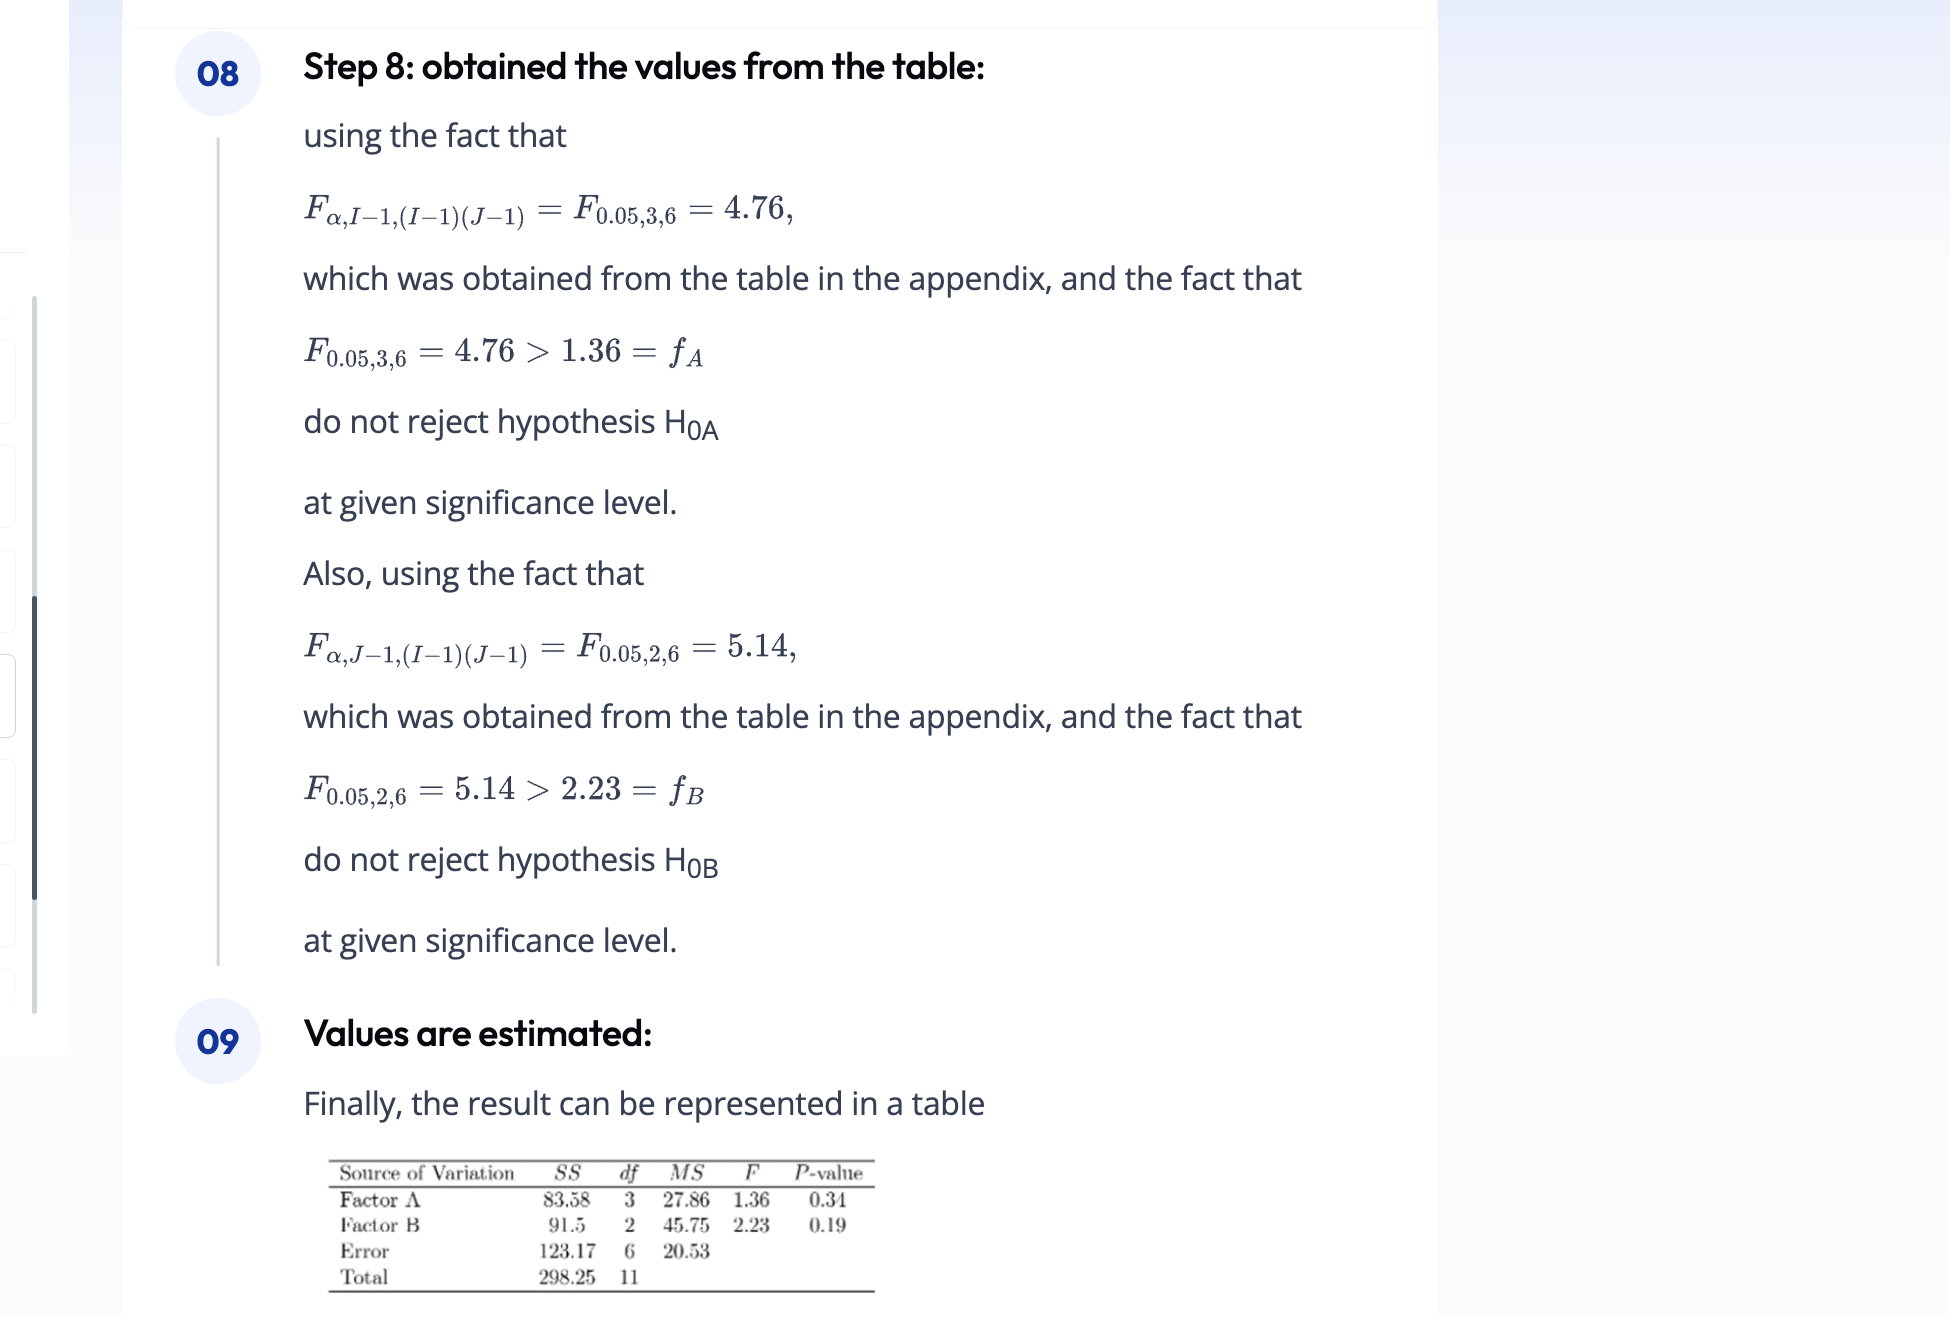 08
Step 8: obtained the values from the table:
using the fact that
F_{α,I−1,(I−1)(J−1)} = F_{0.05,3,6} = 4.76,
which was obtained from the table in the appendix, and the fact that
F_{0.05,3,6} = 4.76 > 1.36 = f_A
do not reject hypothesis H_{0A}
at given significance level.
Also, using the fact that
F_{α,J−1,(I−1)(J−1)} = F_{0.05,2,6} = 5.14,
which was obtained from the table in the appendix, and the fact that
F_{0.05,2,6} = 5.14 > 2.23 = f_B
do not reject hypothesis H_{0B}
at given significance level.
09
Values are estimated:
Finally, the result can be represented in a table
Source of Variation SS df MS F P-value
Factor A 83.58 3 27.86 1.36 0.34
Factor B 91.5 2 45.75 2.23 0.19
Error 123.17 6 20.53
Total 298.25 11